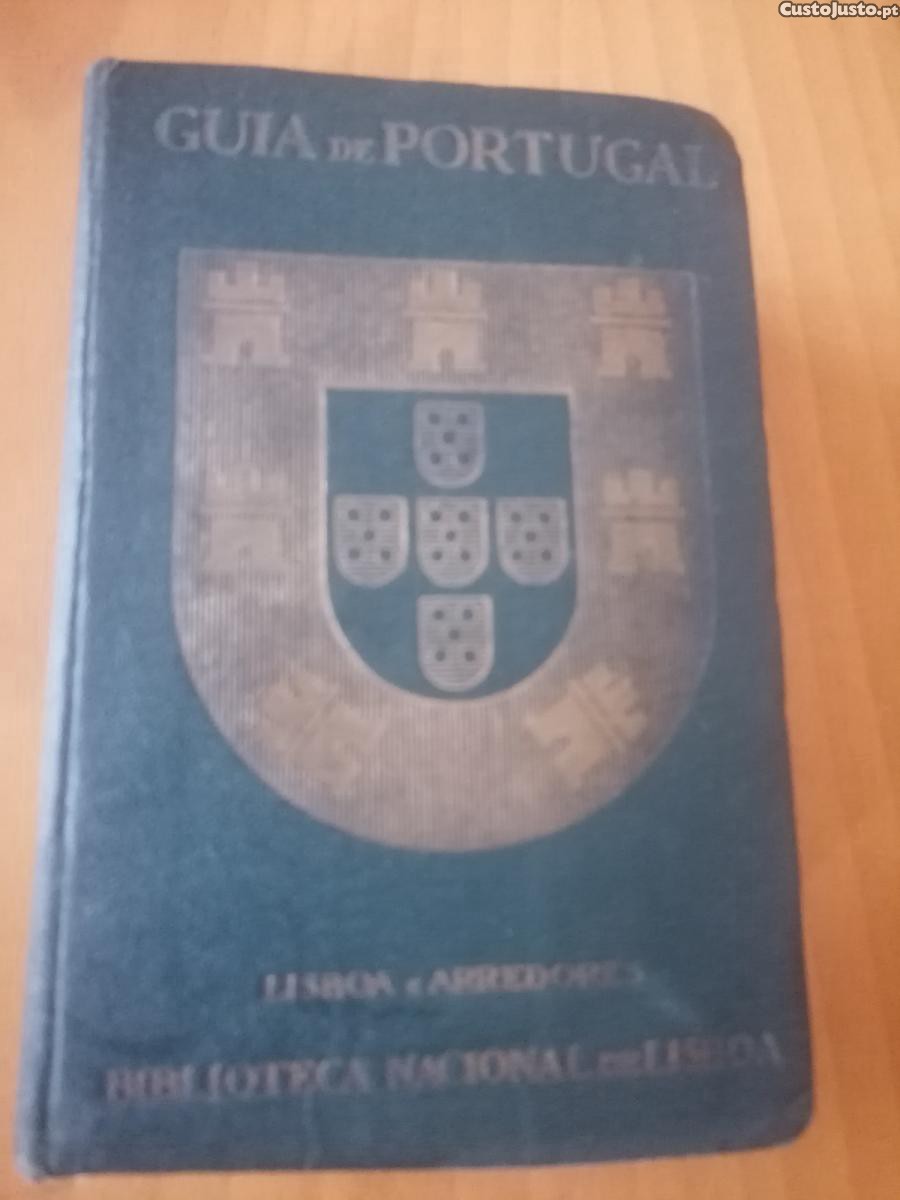 CustoJusto.pt
GUIA DE PORTUGAL
LISBOA e ARREDORES
BIBLIOTECA NACIONAL DE LISBOA